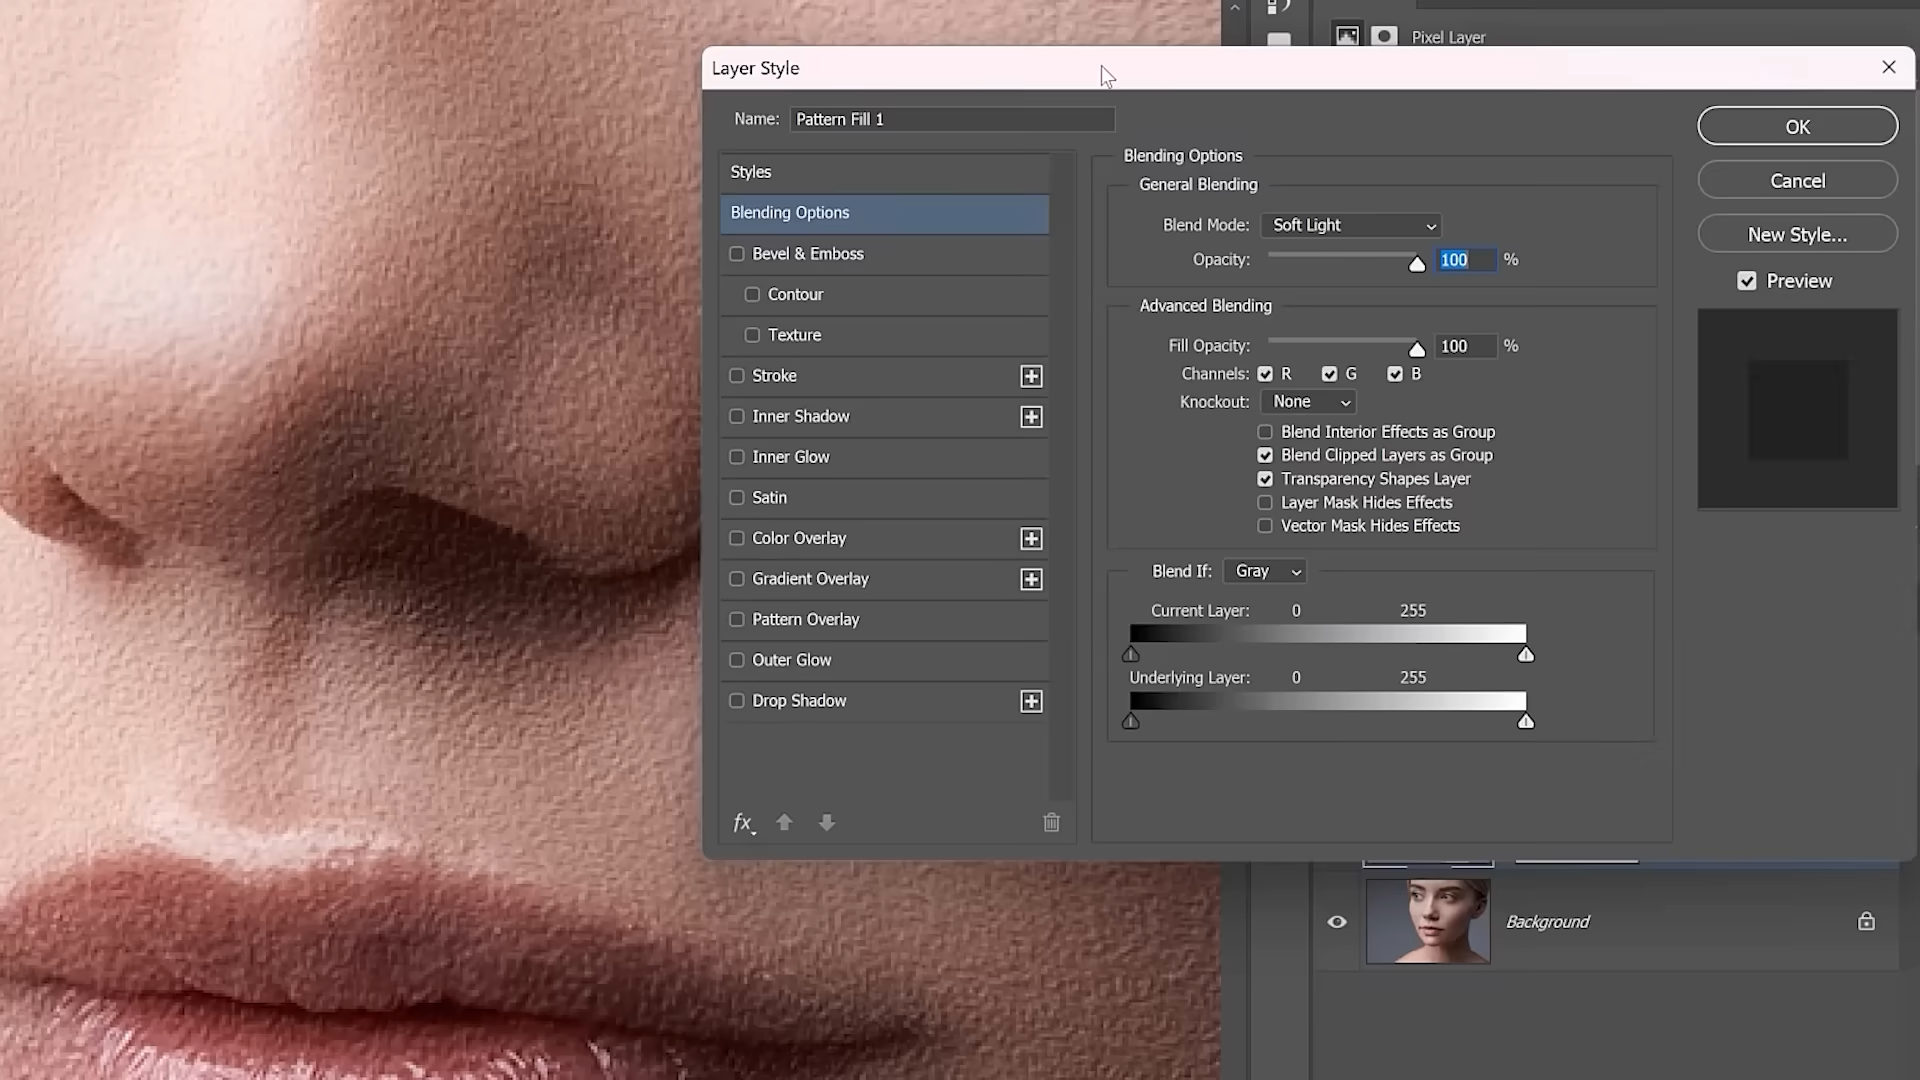 Pixel Layer
Layer Style
Name: Pattern Fill 1
Styles
Blending Options
Bevel & Emboss
Contour
Texture
Stroke
Inner Shadow
Inner Glow
Satin
Color Overlay
Gradient Overlay
Pattern Overlay
Outer Glow
Drop Shadow
fx
Blending Options
General Blending
Blend Mode: Soft Light
Opacity: 100 %
Advanced Blending
Fill Opacity: 100 %
Channels: R G B
Knockout: None
Blend Interior Effects as Group
Blend Clipped Layers as Group
Transparency Shapes Layer
Layer Mask Hides Effects
Vector Mask Hides Effects
Blend If: Gray
Current Layer: 0 255
Underlying Layer: 0 255
OK
Cancel
New Style...
Preview
Background